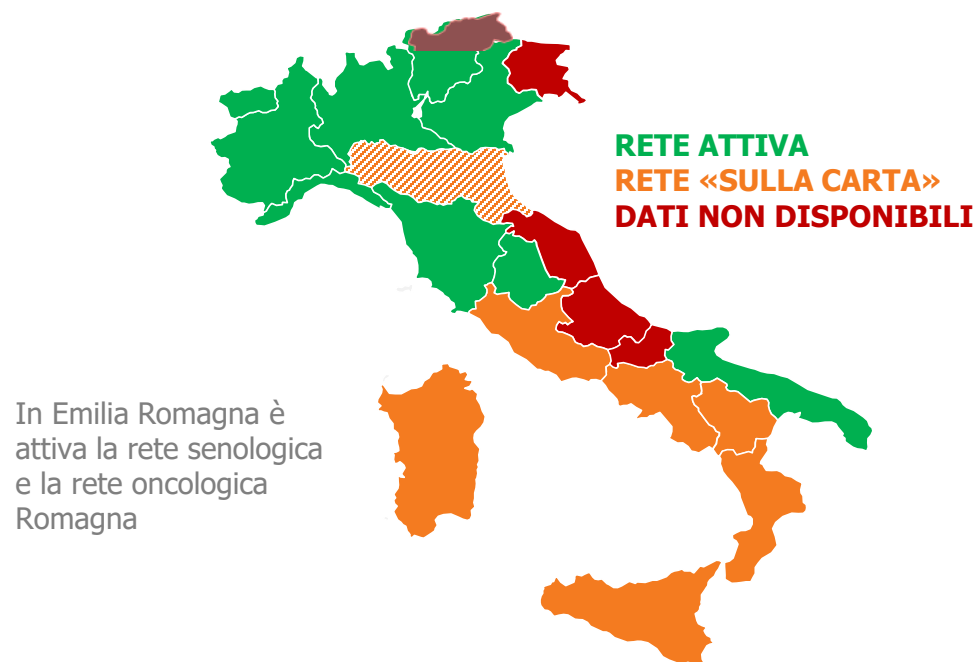 RETE ATTIVA
RETE «SULLA CARTA»
DATI NON DISPONIBILI
In Emilia Romagna è
attiva la rete senologica
e la rete oncologica
Romagna